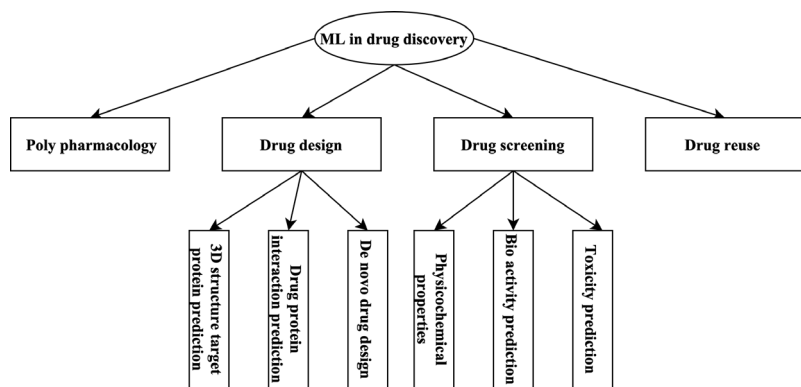 ML in drug discovery
Poly pharmacology
Drug design
Drug screening
Drug reuse
3D structure target
protein prediction
Drug protein
interaction prediction
De novo drug design
Physicochemical
properties
Bio activity prediction
Toxicity prediction